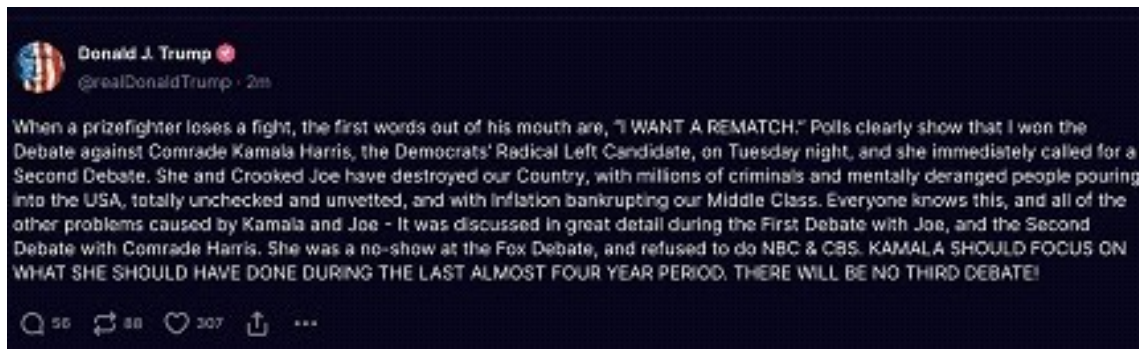 Donald J. Trump
@realDonaldTrump · 2m
When a prizefighter loses a fight, the first words out of his mouth are, "I WANT A REMATCH." Polls clearly show that I won the
Debate against Comrade Kamala Harris, the Democrats' Radical Left Candidate, on Tuesday night, and she immediately called for a
Second Debate. She and Crooked Joe have destroyed our Country, with millions of criminals and mentally deranged people pouring
into the USA, totally unchecked and unvetted, and with Inflation bankrupting our Middle Class. Everyone knows this, and all of the
other problems caused by Kamala and Joe - It was discussed in great detail during the First Debate with Joe, and the Second
Debate with Comrade Harris. She was a no-show at the Fox Debate, and refused to do NBC & CBS. KAMALA SHOULD FOCUS ON
WHAT SHE SHOULD HAVE DONE DURING THE LAST ALMOST FOUR YEAR PERIOD. THERE WILL BE NO THIRD DEBATE!
56 88 307